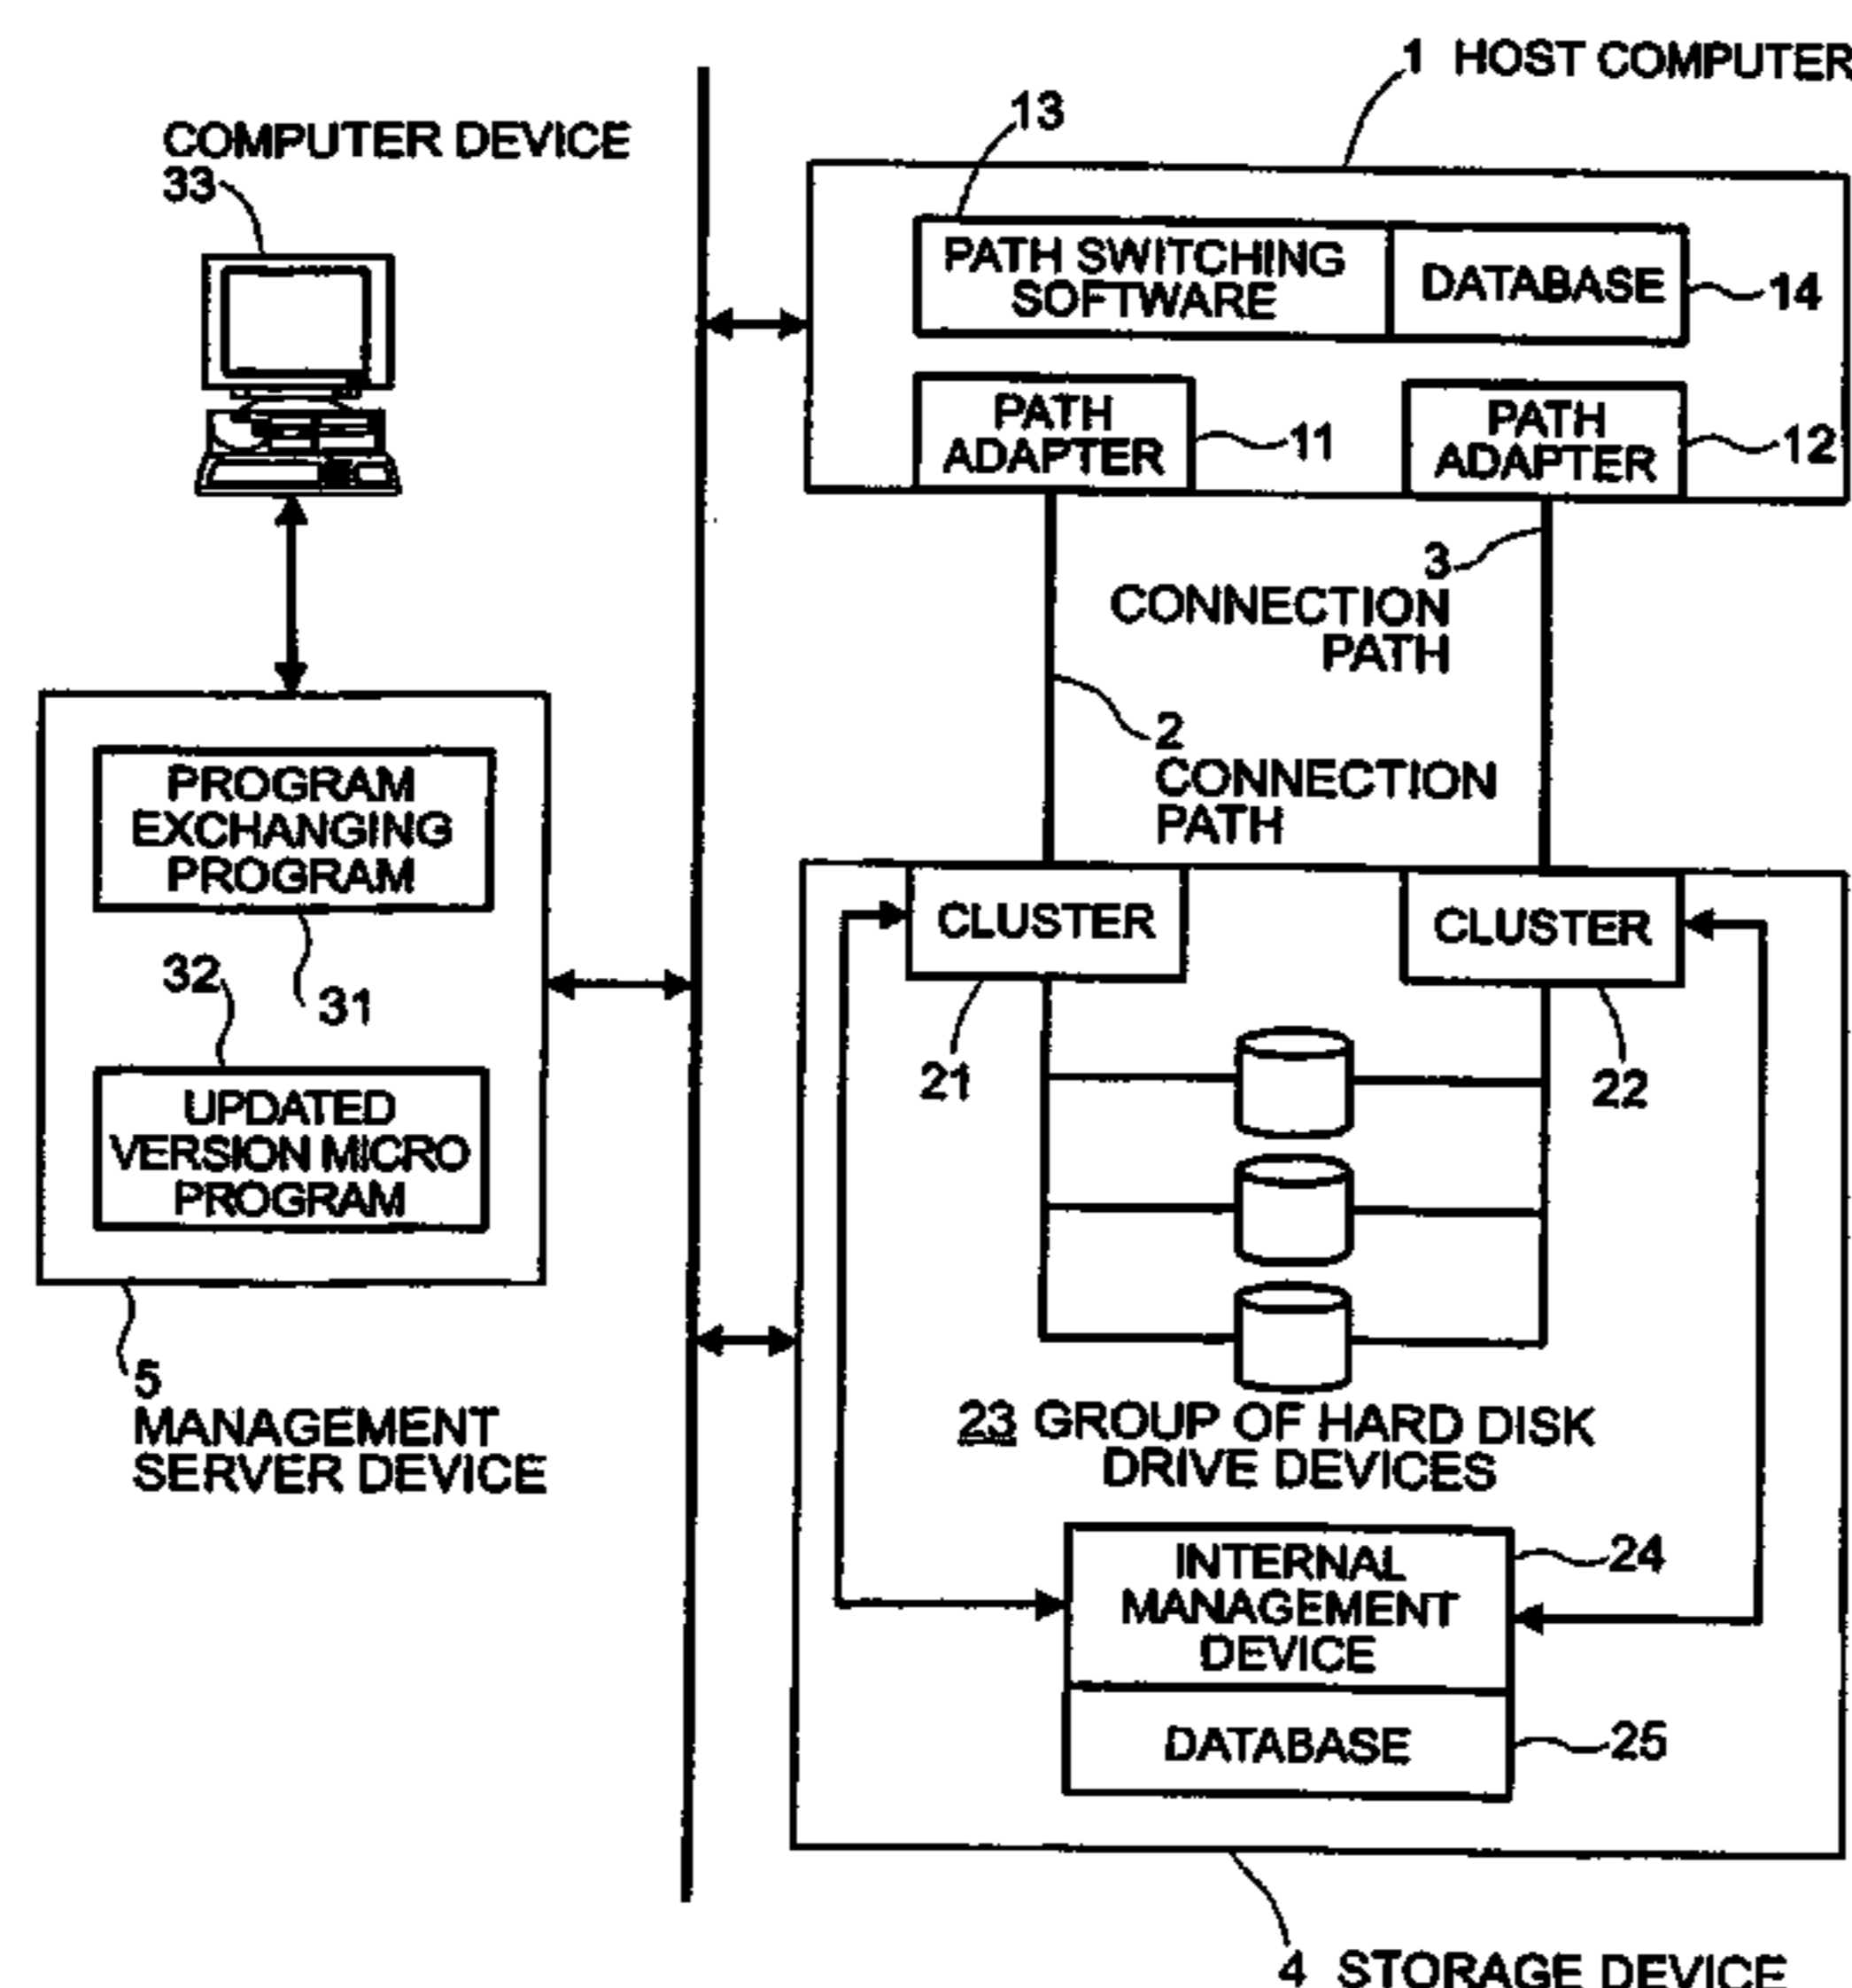 1 HOST COMPUTER
13
COMPUTER DEVICE
33
PATH SWITCHING
SOFTWARE
DATABASE
14
PATH
ADAPTER
11
PATH
ADAPTER
12
3
CONNECTION
PATH
2
CONNECTION
PATH
PROGRAM
EXCHANGING
PROGRAM
31
32
UPDATED
VERSION MICRO
PROGRAM
5
MANAGEMENT
SERVER DEVICE
CLUSTER
21
CLUSTER
22
23 GROUP OF HARD DISK
DRIVE DEVICES
INTERNAL
MANAGEMENT
DEVICE
24
DATABASE
25
4 STORAGE DEVICE